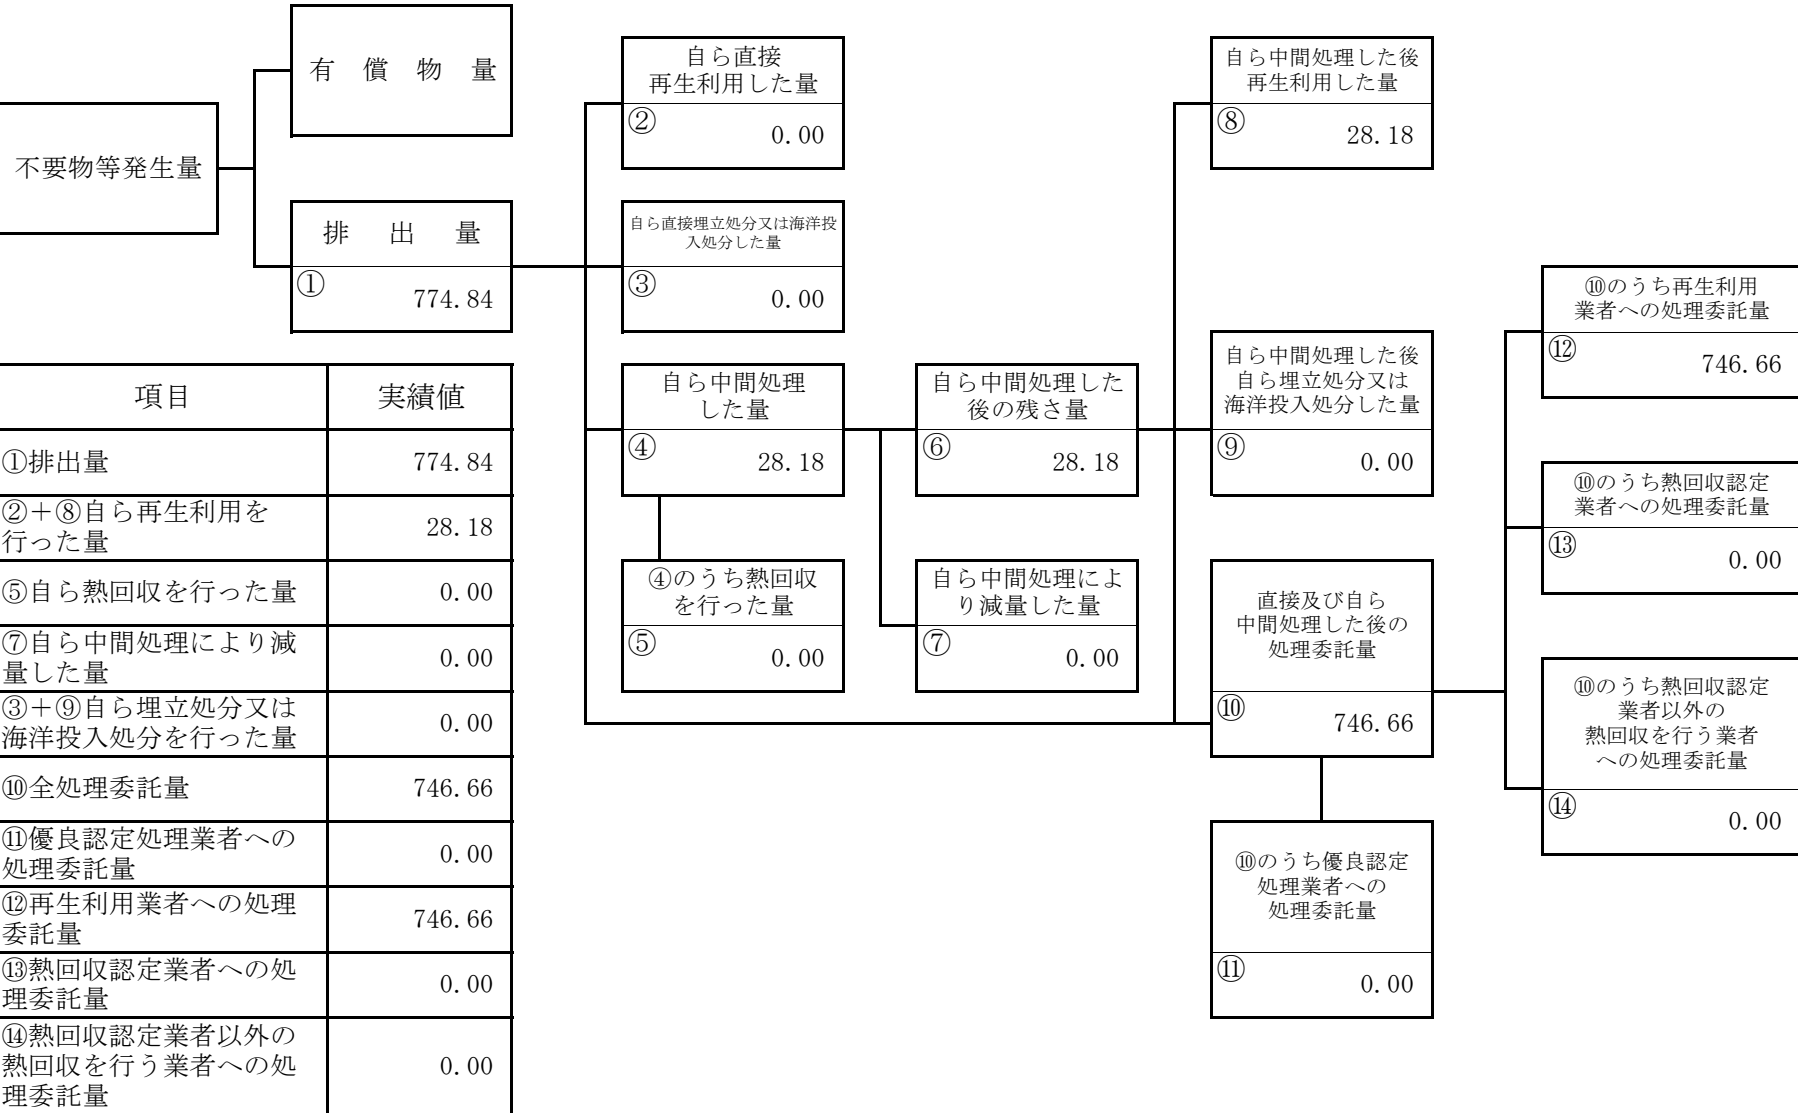 有償物量
不要物等発生量
排出量
①
774.84
自ら直接
再生利用した量
②
0.00
自ら直接埋立処分又は海洋投
入処分した量
③
0.00
自ら中間処理
した量
④
28.18
④のうち熱回収
を行った量
⑤
0.00
自ら中間処理した
後の残さ量
⑥
28.18
自ら中間処理によ
り減量した量
⑦
0.00
自ら中間処理した後
再生利用した量
⑧
28.18
自ら中間処理した後
自ら埋立処分又は
海洋投入処分した量
⑨
0.00
直接及び自ら
中間処理した後の
処理委託量
⑩
746.66
⑩のうち優良認定
処理業者への
処理委託量
⑪
0.00
⑩のうち再生利用
業者への処理委託量
⑫
746.66
⑩のうち熱回収認定
業者への処理委託量
⑬
0.00
⑩のうち熱回収認定
業者以外の
熱回収を行う業者
への処理委託量
⑭
0.00
項目 実績値
①排出量 774.84
②+⑧自ら再生利用を
行った量 28.18
⑤自ら熱回収を行った量 0.00
⑦自ら中間処理により減
量した量 0.00
③+⑨自ら埋立処分又は
海洋投入処分を行った量 0.00
⑩全処理委託量 746.66
⑪優良認定処理業者への
処理委託量 0.00
⑫再生利用業者への処理
委託量 746.66
⑬熱回収認定業者への処
理委託量 0.00
⑭熱回収認定業者以外の
熱回収を行う業者への処
理委託量 0.00